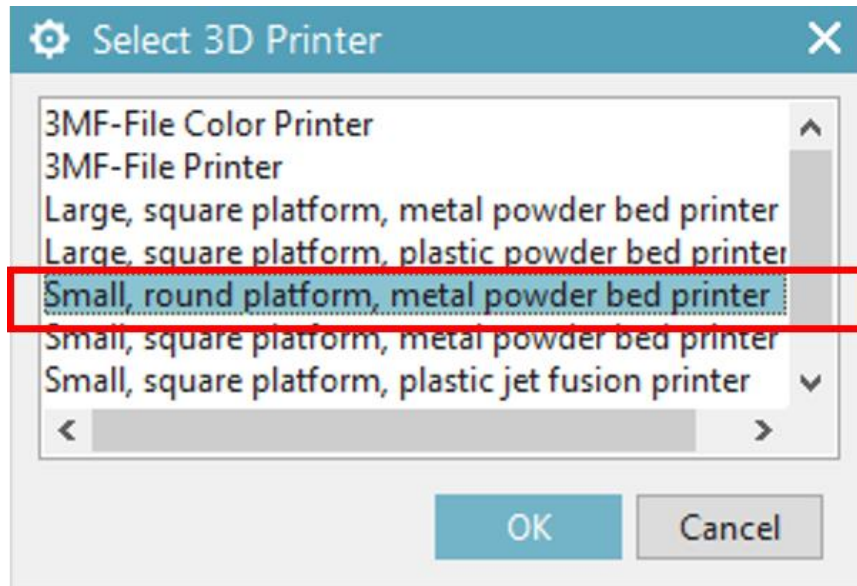 Select 3D Printer
3MF-File Color Printer
3MF-File Printer
Large, square platform, metal powder bed printer
Large, square platform, plastic powder bed printer
Small, round platform, metal powder bed printer
Small, square platform, metal powder bed printer
Small, square platform, plastic jet fusion printer
OK
Cancel